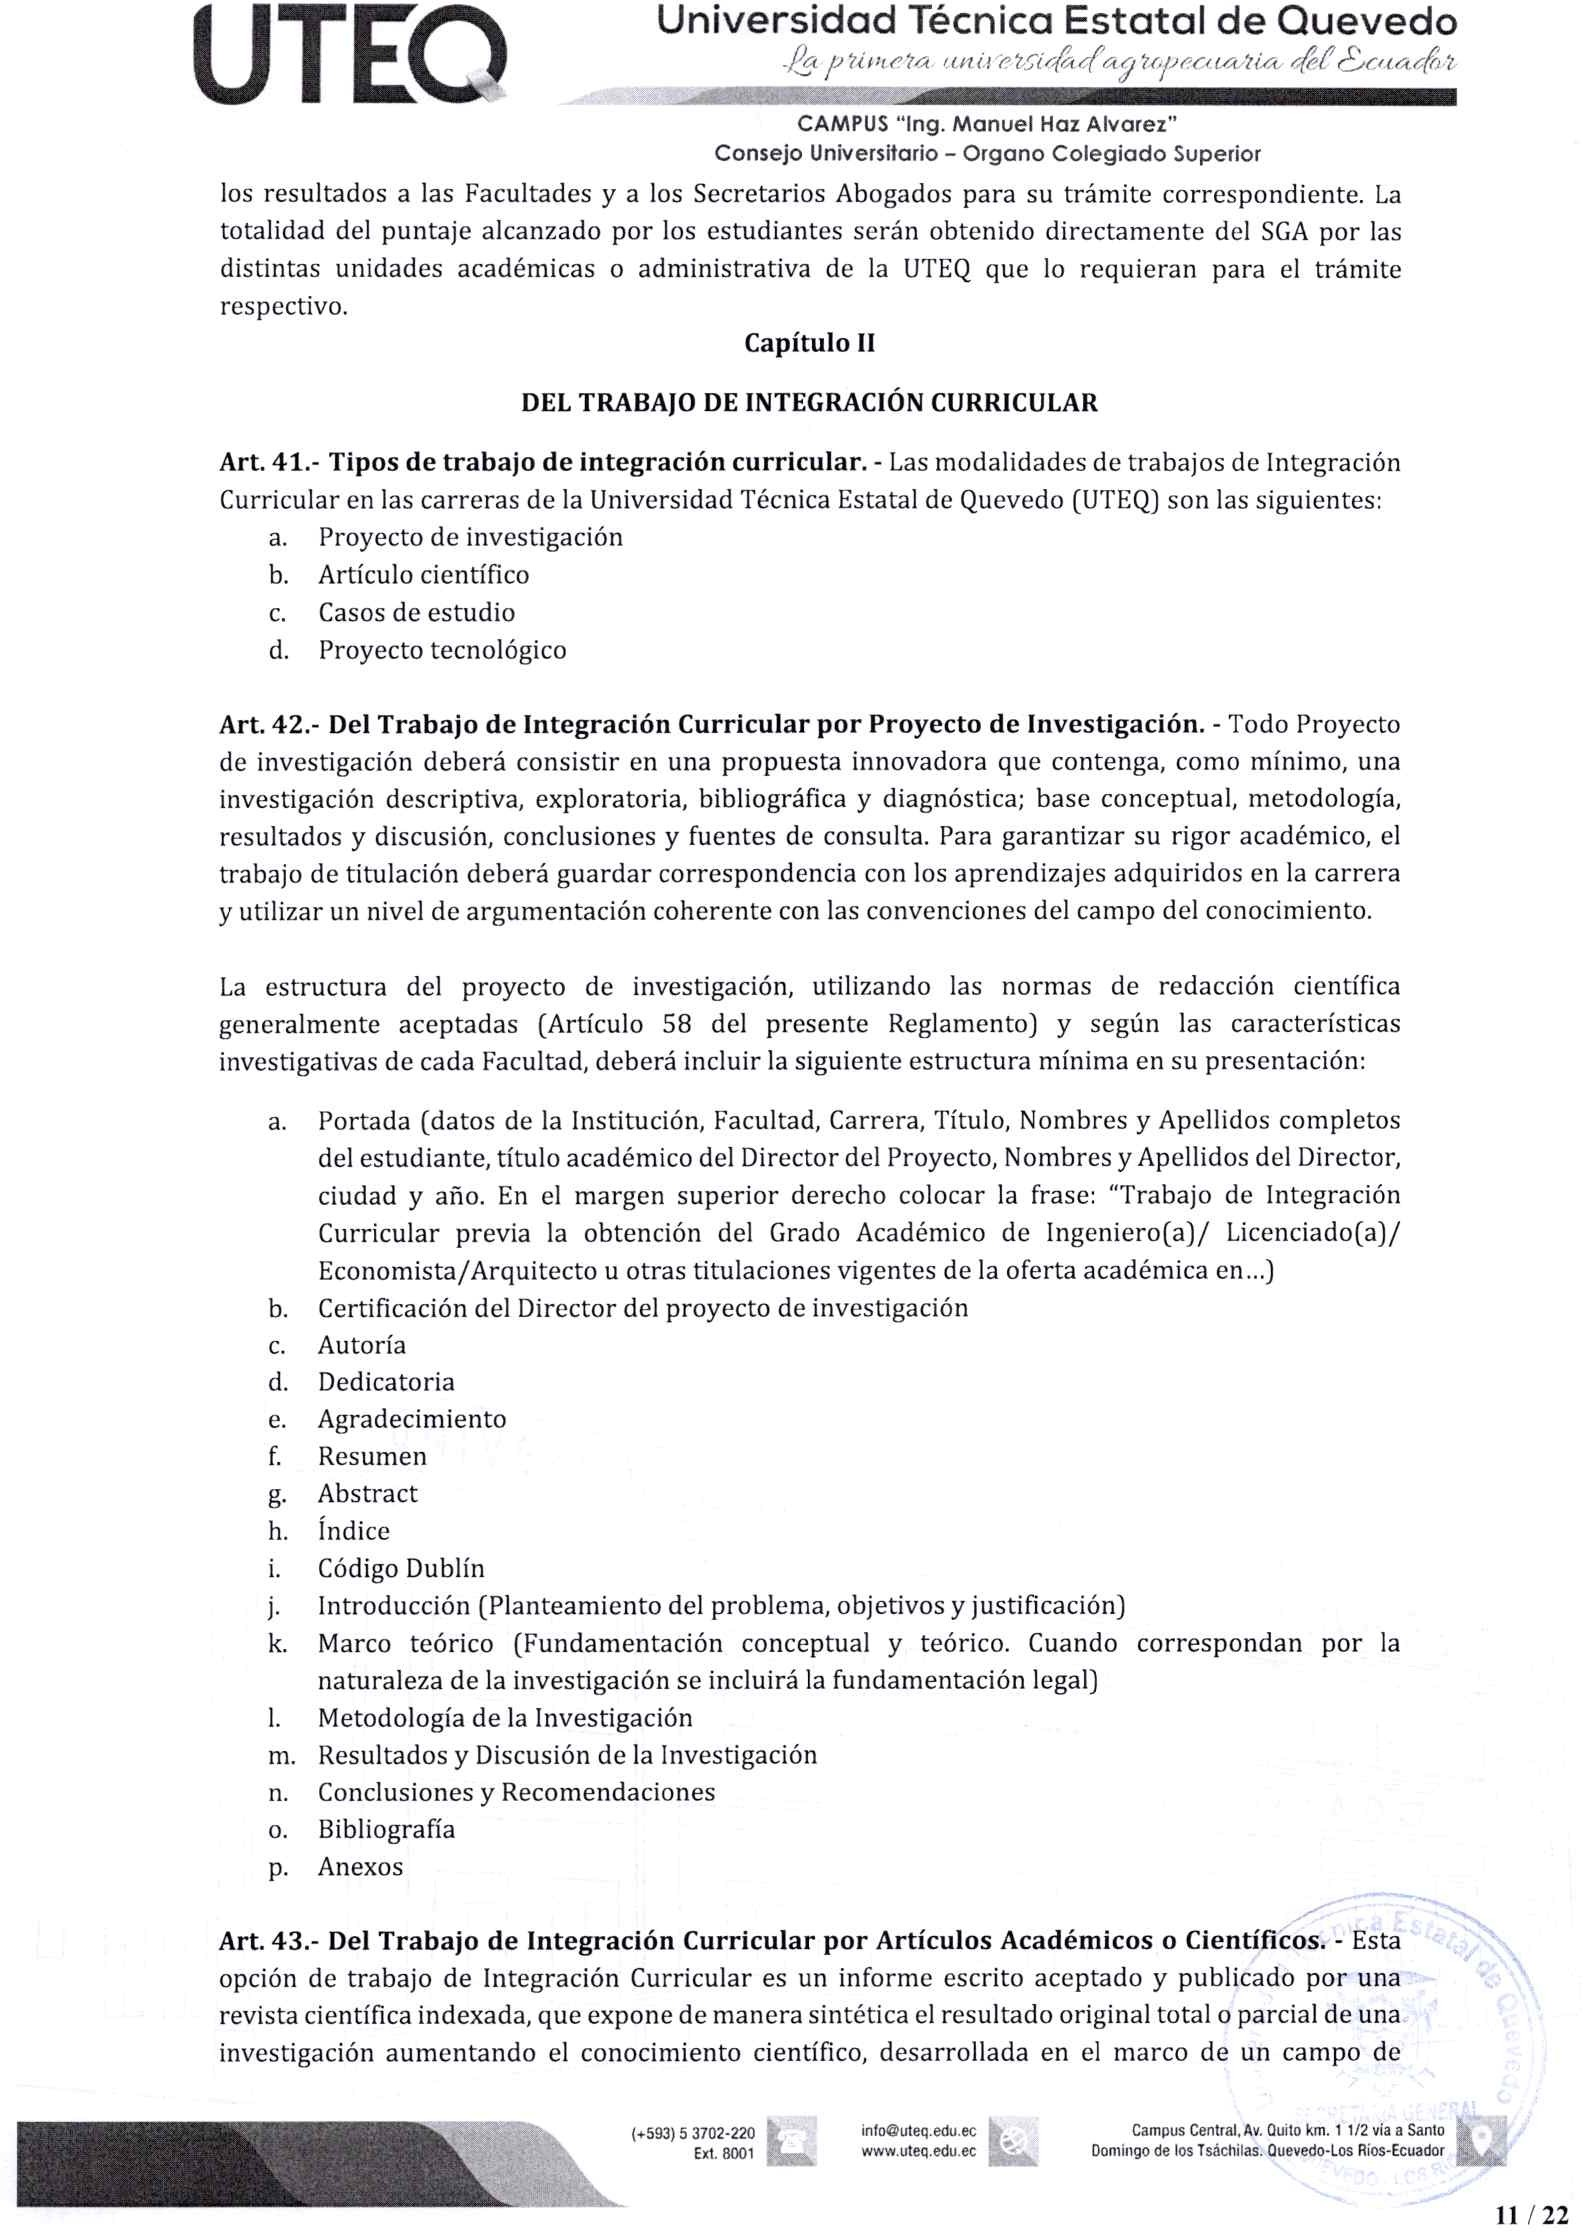 UTEQ
Universidad Técnica Estatal de Quevedo
La primera universidad agropecuaria del Ecuador
CAMPUS “Ing. Manuel Haz Alvarez”
Consejo Universitario – Organo Colegiado Superior
los resultados a las Facultades y a los Secretarios Abogados para su trámite correspondiente. La
totalidad del puntaje alcanzado por los estudiantes serán obtenido directamente del SGA por las
distintas unidades académicas o administrativa de la UTEQ que lo requieran para el trámite
respectivo.
Capítulo II
DEL TRABAJO DE INTEGRACIÓN CURRICULAR
Art. 41.- Tipos de trabajo de integración curricular. - Las modalidades de trabajos de Integración
Curricular en las carreras de la Universidad Técnica Estatal de Quevedo (UTEQ) son las siguientes:
a. Proyecto de investigación
b. Artículo científico
c. Casos de estudio
d. Proyecto tecnológico
Art. 42.- Del Trabajo de Integración Curricular por Proyecto de Investigación. - Todo Proyecto
de investigación deberá consistir en una propuesta innovadora que contenga, como mínimo, una
investigación descriptiva, exploratoria, bibliográfica y diagnóstica; base conceptual, metodología,
resultados y discusión, conclusiones y fuentes de consulta. Para garantizar su rigor académico, el
trabajo de titulación deberá guardar correspondencia con los aprendizajes adquiridos en la carrera
y utilizar un nivel de argumentación coherente con las convenciones del campo del conocimiento.
La estructura del proyecto de investigación, utilizando las normas de redacción científica
generalmente aceptadas (Artículo 58 del presente Reglamento) y según las características
investigativas de cada Facultad, deberá incluir la siguiente estructura mínima en su presentación:
a. Portada (datos de la Institución, Facultad, Carrera, Título, Nombres y Apellidos completos
del estudiante, título académico del Director del Proyecto, Nombres y Apellidos del Director,
ciudad y año. En el margen superior derecho colocar la frase: “Trabajo de Integración
Curricular previa la obtención del Grado Académico de Ingeniero(a)/ Licenciado(a)/
Economista/Arquitecto u otras titulaciones vigentes de la oferta académica en...)
b. Certificación del Director del proyecto de investigación
c. Autoría
d. Dedicatoria
e. Agradecimiento
f. Resumen
g. Abstract
h. Índice
i. Código Dublín
j. Introducción (Planteamiento del problema, objetivos y justificación)
k. Marco teórico (Fundamentación conceptual y teórico. Cuando correspondan por la
naturaleza de la investigación se incluirá la fundamentación legal)
l. Metodología de la Investigación
m. Resultados y Discusión de la Investigación
n. Conclusiones y Recomendaciones
o. Bibliografía
p. Anexos
Art. 43.- Del Trabajo de Integración Curricular por Artículos Académicos o Científicos. - Esta
opción de trabajo de Integración Curricular es un informe escrito aceptado y publicado por una
revista científica indexada, que expone de manera sintética el resultado original total o parcial de una
investigación aumentando el conocimiento científico, desarrollada en el marco de un campo de
Técnica Estatal de Quevedo
SECRETARIA GENERAL
(+593) 5 3702-220
Ext. 8001
info@uteq.edu.ec
www.uteq.edu.ec
Campus Central, Av. Quito km. 1 1/2 vía a Santo
Domingo de los Tsáchilas. Quevedo-Los Ríos-Ecuador
11 / 22